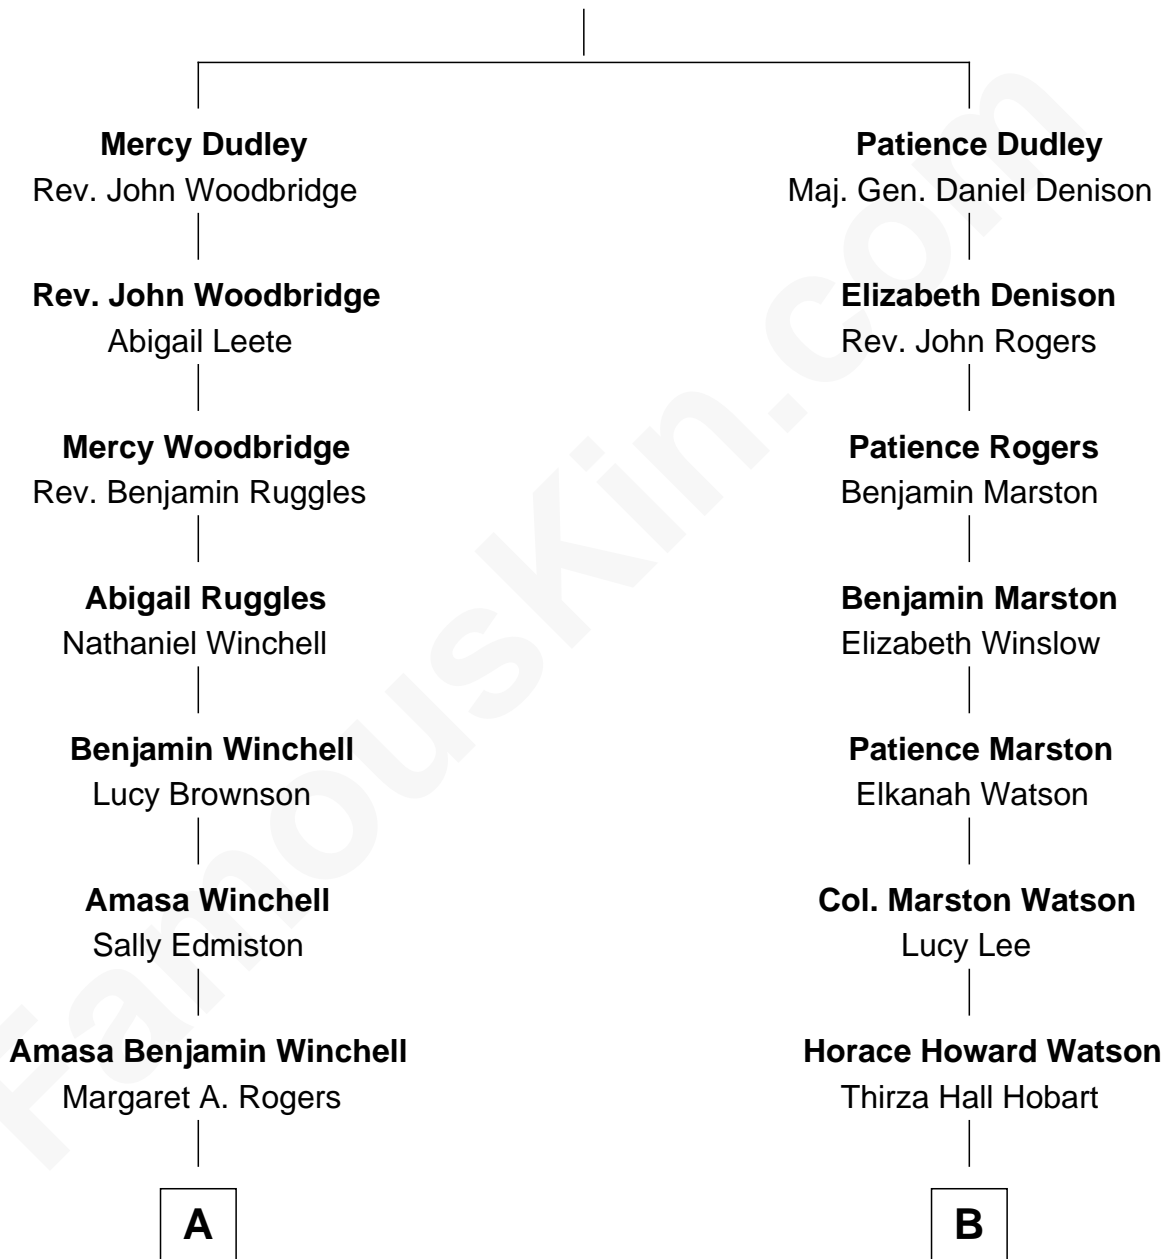 Mercy Dudley
Rev. John Woodbridge
Rev. John Woodbridge
Abigail Leete
Mercy Woodbridge
Rev. Benjamin Ruggles
Abigail Ruggles
Nathaniel Winchell
Benjamin Winchell
Lucy Brownson
Amasa Winchell
Sally Edmiston
Amasa Benjamin Winchell
Margaret A. Rogers
A
Patience Dudley
Maj. Gen. Daniel Denison
Elizabeth Denison
Rev. John Rogers
Patience Rogers
Benjamin Marston
Benjamin Marston
Elizabeth Winslow
Patience Marston
Elkanah Watson
Col. Marston Watson
Lucy Lee
Horace Howard Watson
Thirza Hall Hobart
B
FamousKin.com